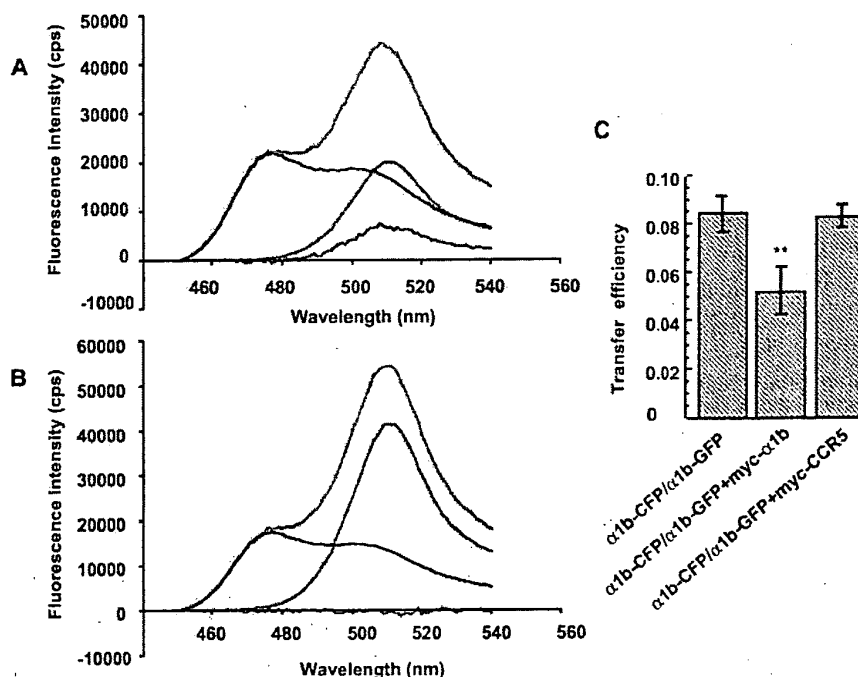 A
Fluorescence intensity (cps)
50000
40000
30000
20000
10000
0
-10000
460 480 500 520 540 560
Wavelength (nm)
B
Fluorescence intensity (cps)
60000
50000
40000
30000
20000
10000
0
-10000
460 480 500 520 540 560
Wavelength (nm)
C
Transfer efficiency
0.10
0.08
0.06
0.04
0.02
0
**
α1b-CFP/α1b-GFP
α1b-CFP/α1b-GFP+myc-α1b
α1b-CFP/α1b-GFP+myc-CCR5